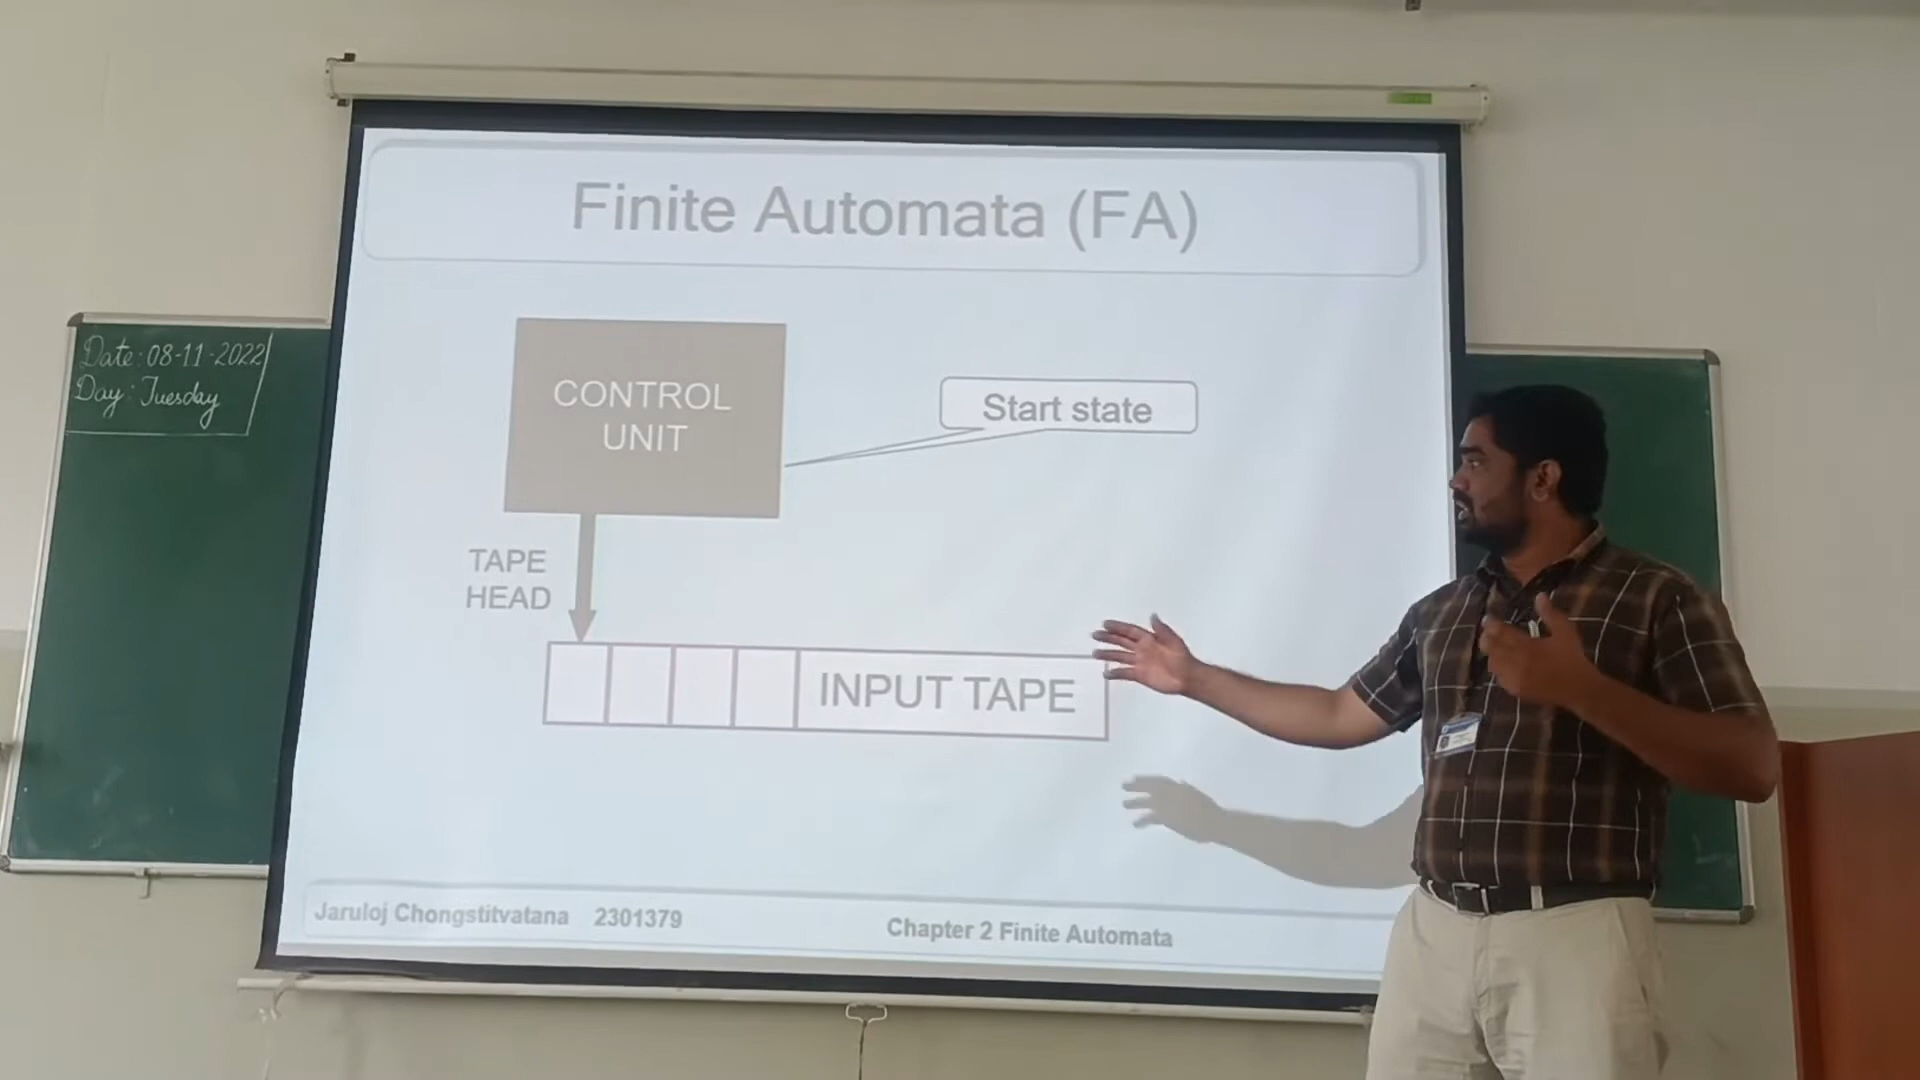 Finite Automata (FA)
Date: 08-11-2022
Day: Tuesday
CONTROL
UNIT
Start state
TAPE
HEAD
INPUT TAPE
Jaruloj Chongstitvatana 2301379
Chapter 2 Finite Automata